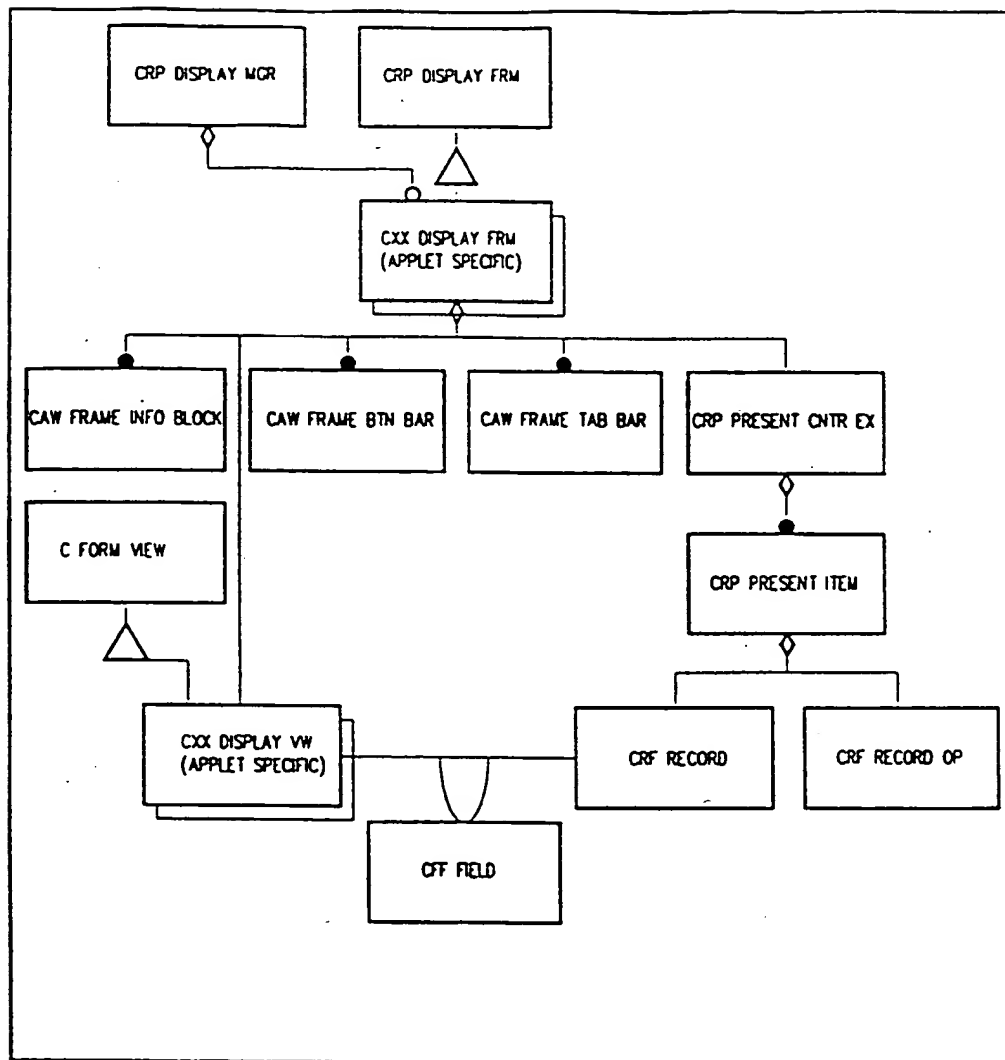 CRP DISPLAY MGR
CRP DISPLAY FRM
CXX DISPLAY FRM
(APPLET SPECIFIC)
CAW FRAME INFO BLOCK
CAW FRAME BTN BAR
CAW FRAME TAB BAR
CRP PRESENT CNTR EX
C FORM VIEW
CRP PRESENT ITEM
CXX DISPLAY VW
(APPLET SPECIFIC)
CRF RECORD
CRF RECORD OP
CFF FIELD